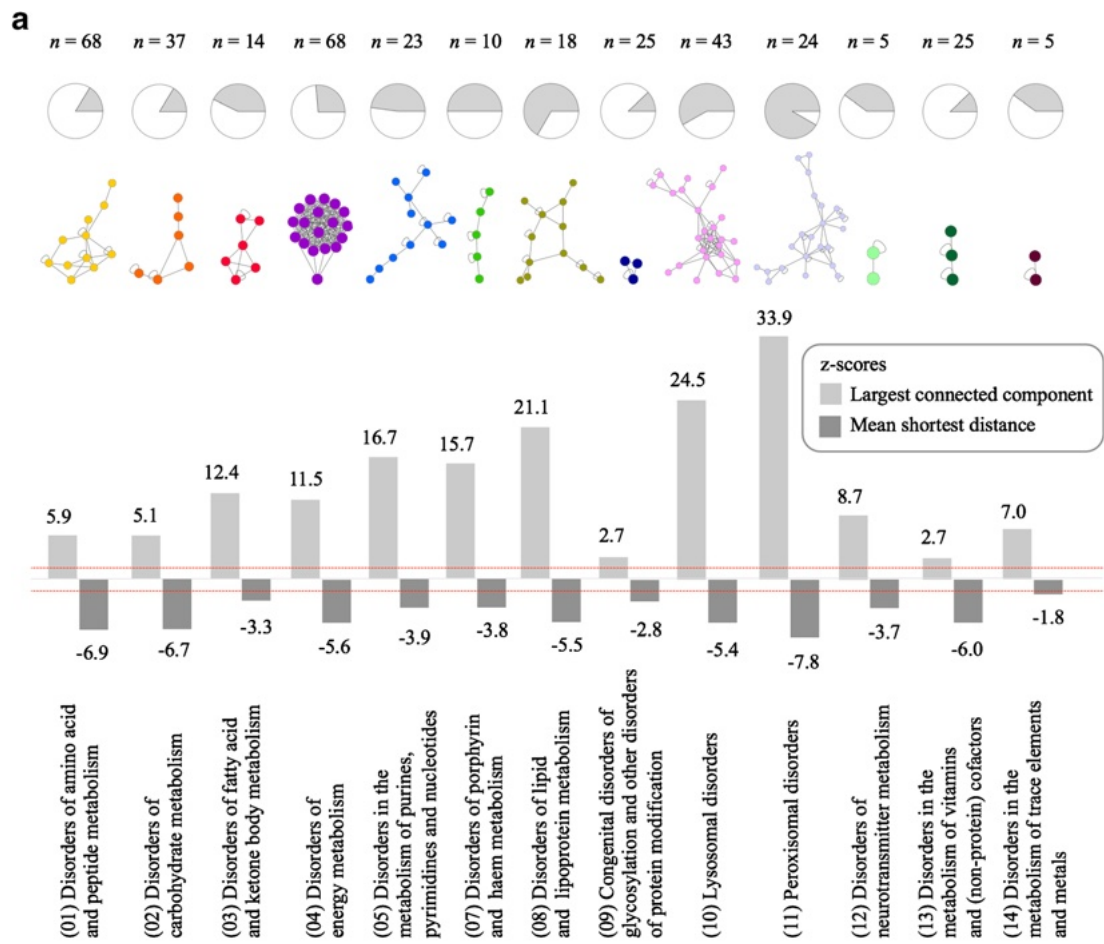 a
n = 68 n = 37 n = 14 n = 68 n = 23 n = 10 n = 18 n = 25 n = 43 n = 24 n = 5 n = 25 n = 5
33.9
z-scores
Largest connected component
Mean shortest distance
24.5
21.1
16.7
15.7
12.4
11.5
8.7
7.0
5.9
5.1
2.7
2.7
-6.9
-6.7
-3.3
-5.6
-3.9
-3.8
-5.5
-2.8
-5.4
-7.8
-3.7
-6.0
-1.8
(01) Disorders of amino acid
and peptide metabolism
(02) Disorders of
carbohydrate metabolism
(03) Disorders of fatty acid
and ketone body metabolism
(04) Disorders of
energy metabolism
(05) Disorders in the
metabolism of purines,
pyrimidines and nucleotides
(07) Disorders of porphyrin
and haem metabolism
(08) Disorders of lipid
and lipoprotein metabolism
(09) Congenital disorders of
glycosylation and other disorders
of protein modification
(10) Lysosomal disorders
(11) Peroxisomal disorders
(12) Disorders of
neurotransmitter metabolism
(13) Disorders in the
metabolism of vitamins
and (non-protein) cofactors
(14) Disorders in the
metabolism of trace elements
and metals